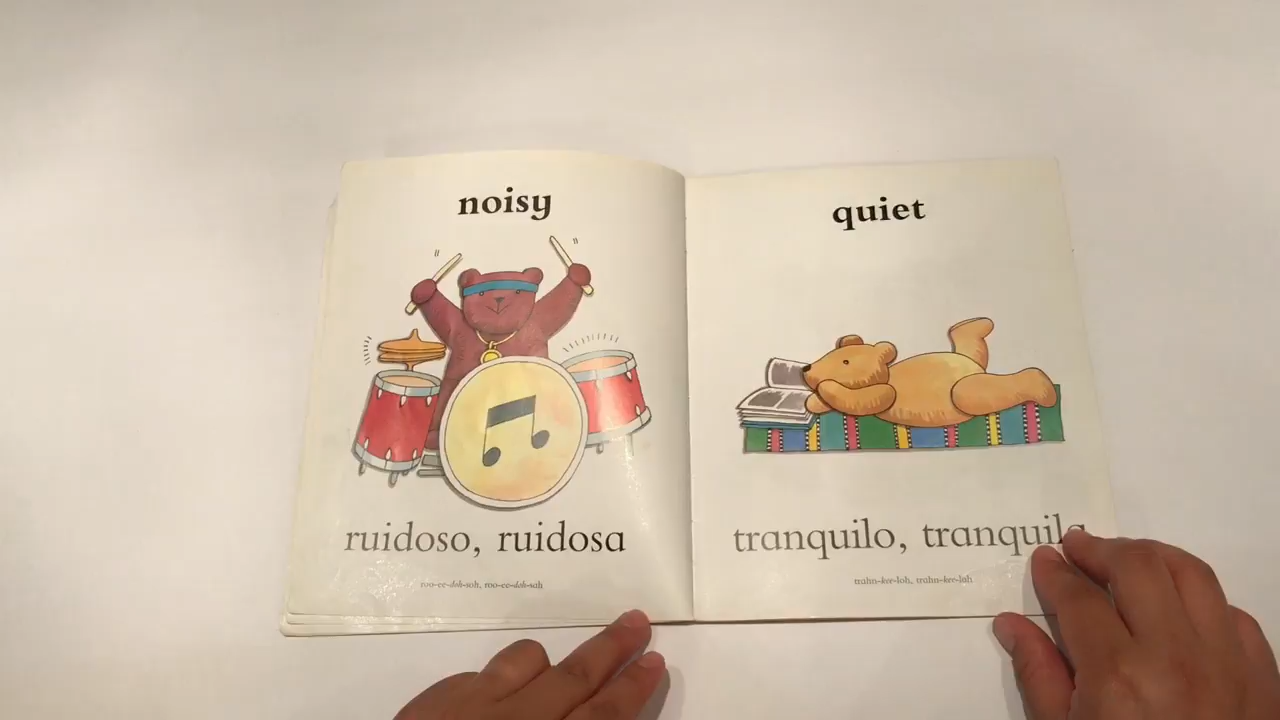 noisy
ruidoso, ruidosa
roo-ee-doh-soh, roo-ee-doh-sah
quiet
tranquilo, tranquila
trahn-kee-loh, trahn-kee-lah